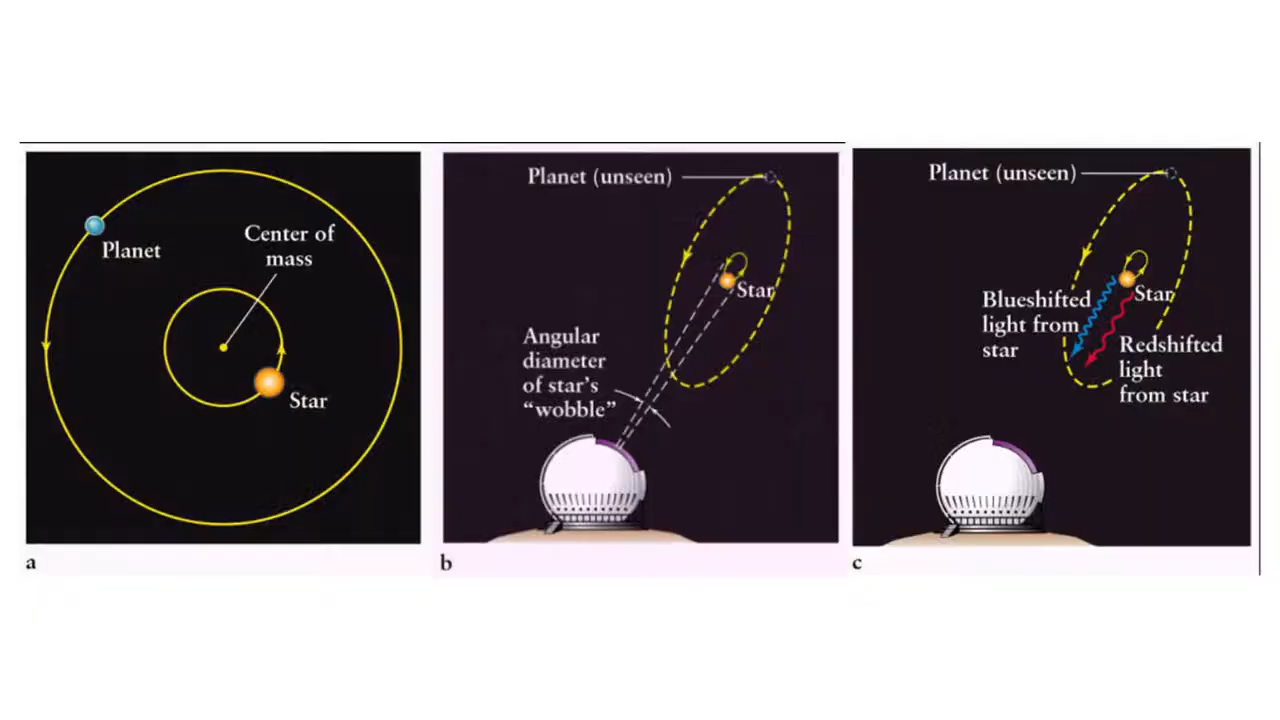 Planet
Center of
mass
Star
a
Planet (unseen)
Star
Angular
diameter
of star's
“wobble”
b
Planet (unseen)
Blueshifted
light from
star
Star
Redshifted
light
from star
c